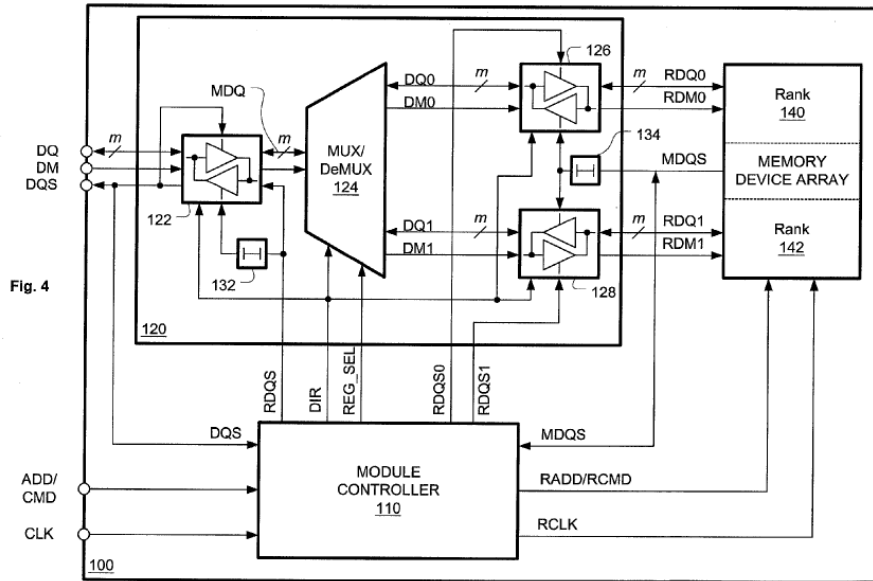 126
m
DQ0
m
RDQ0
MDQ
DM0
RDM0
Rank
140
m
m
134
DQ
DM
DQS
MUX/
DeMUX
124
MDQS
MEMORY
DEVICE ARRAY
122
DQ1
m
m
RDQ1
DM1
RDM1
Rank
142
132
128
Fig. 4
120
RDQS
DIR
REG_SEL
RDQS0
RDQS1
DQS
MDQS
ADD/
CMD
MODULE
CONTROLLER
110
RADD/RCMD
CLK
RCLK
100